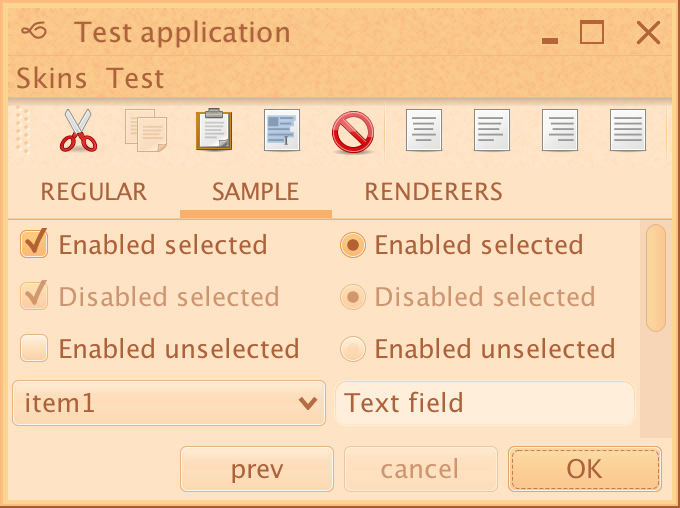 Test application
Skins Test
REGULAR SAMPLE RENDERERS
Enabled selected Enabled selected
Disabled selected Disabled selected
Enabled unselected Enabled unselected
item1 Text field
prev cancel OK